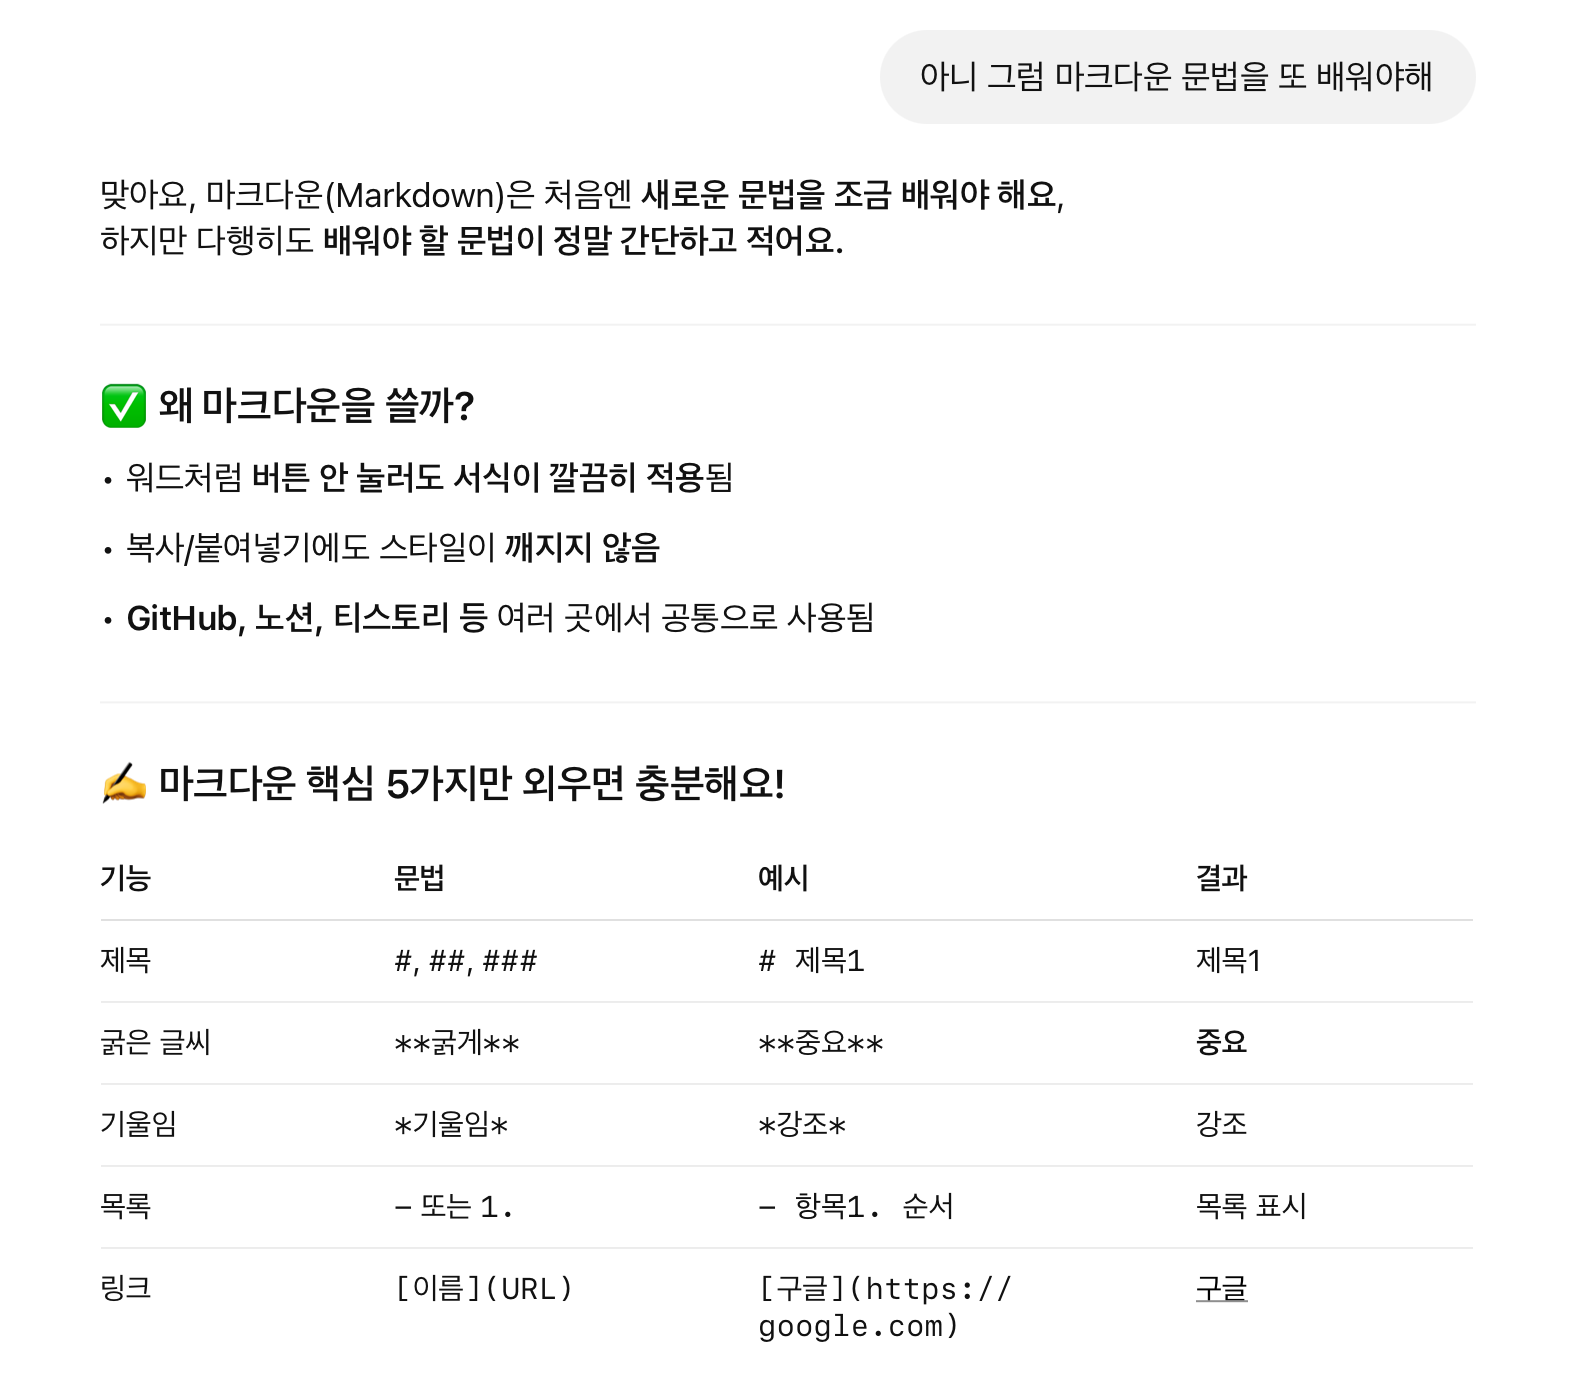 아니 그럼 마크다운 문법을 또 배워야해
맞아요, 마크다운(Markdown)은 처음엔 새로운 문법을 조금 배워야 해요,
하지만 다행히도 배워야 할 문법이 정말 간단하고 적어요.
✅ 왜 마크다운을 쓸까?
• 워드처럼 버튼 안 눌러도 서식이 깔끔히 적용됨
• 복사/붙여넣기에도 스타일이 깨지지 않음
• GitHub, 노션, 티스토리 등 여러 곳에서 공통으로 사용됨
✍️ 마크다운 핵심 5가지만 외우면 충분해요!
기능 문법 예시 결과
제목 #, ##, ### # 제목1 제목1
굵은 글씨 **굵게** **중요** 중요
기울임 *기울임* *강조* 강조
목록 - 또는 1. - 항목1. 순서 목록 표시
링크 [이름](URL) [구글](https:// 구글
google.com)